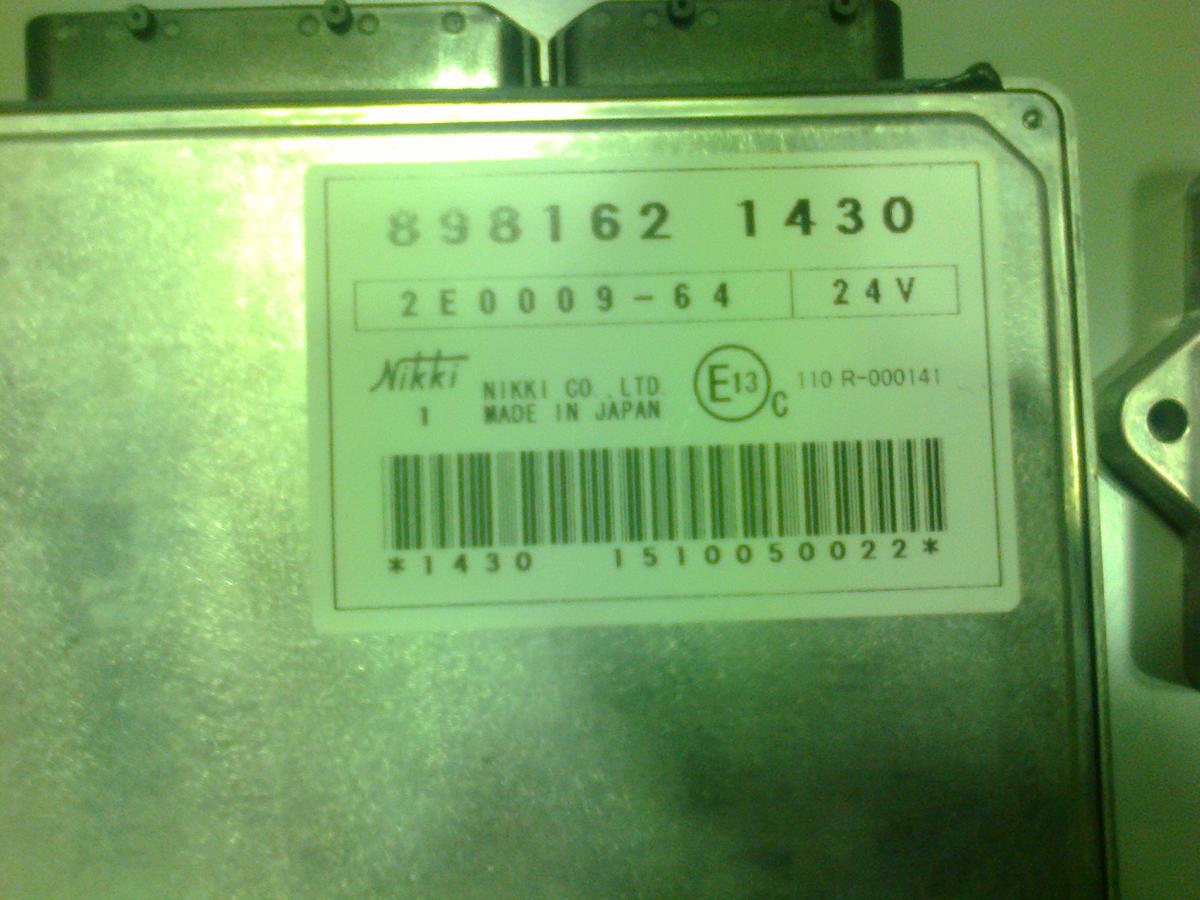 898162 1430
2E0009-64 24V
Nikki
1
NIKKI CO.,LTD.
MADE IN JAPAN
E13 C
110 R-000141
*1430 1510050022*